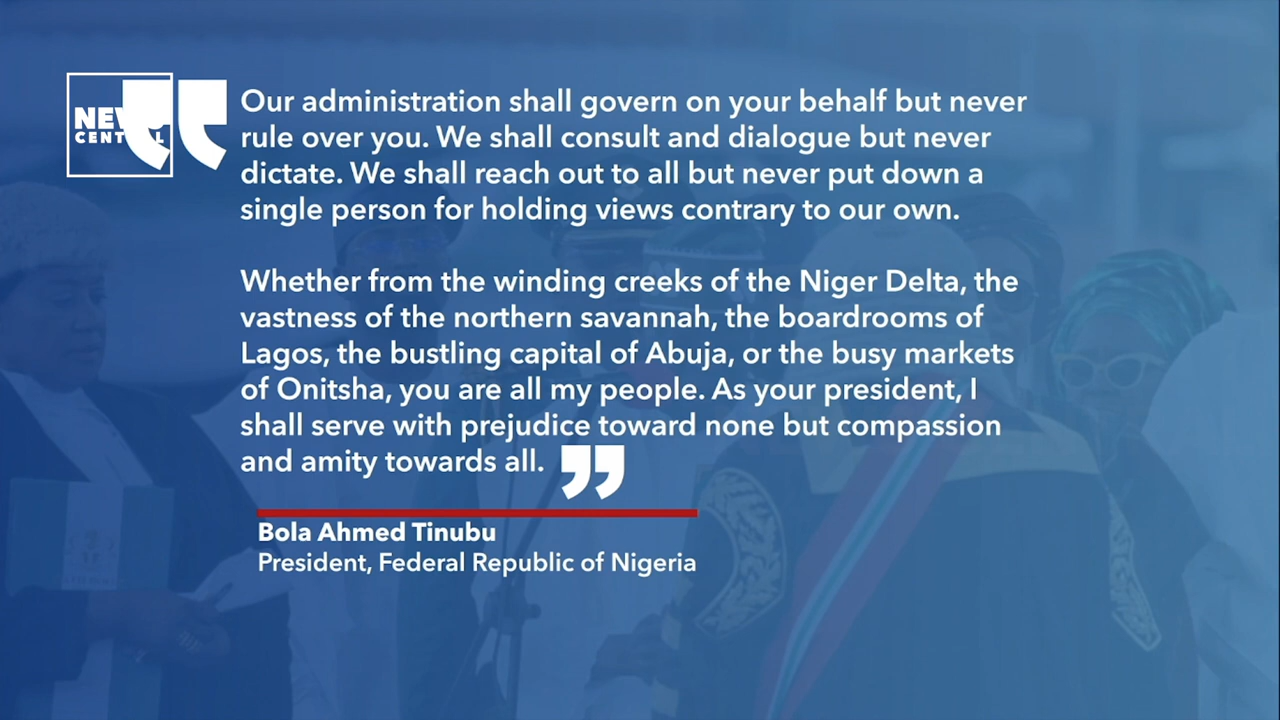 NEW
CENTRAL
Our administration shall govern on your behalf but never
rule over you. We shall consult and dialogue but never
dictate. We shall reach out to all but never put down a
single person for holding views contrary to our own.
Whether from the winding creeks of the Niger Delta, the
vastness of the northern savannah, the boardrooms of
Lagos, the bustling capital of Abuja, or the busy markets
of Onitsha, you are all my people. As your president, I
shall serve with prejudice toward none but compassion
and amity towards all.
Bola Ahmed Tinubu
President, Federal Republic of Nigeria